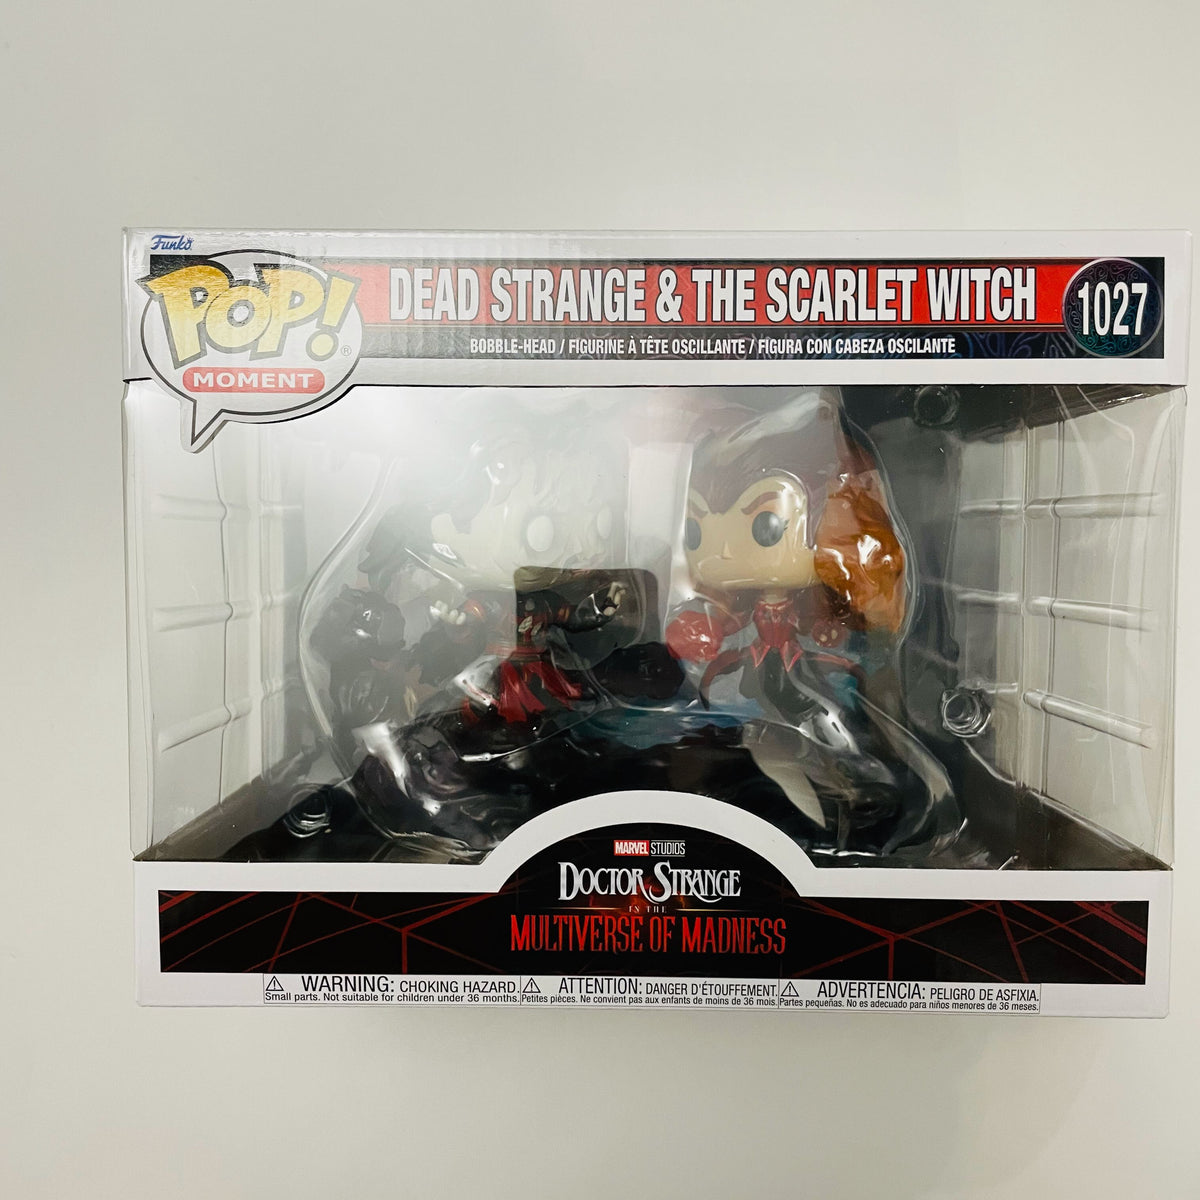 Funko
POP!
®
MOMENT
DEAD STRANGE & THE SCARLET WITCH
1027
BOBBLE-HEAD / FIGURINE À TÊTE OSCILLANTE / FIGURA CON CABEZA OSCILANTE
MARVEL STUDIOS
DOCTOR STRANGE
IN THE
MULTIVERSE OF MADNESS
WARNING: CHOKING HAZARD.
Small parts. Not suitable for children under 36 months.
ATTENTION: DANGER D'ÉTOUFFEMENT.
Petites pièces. Ne convient pas aux enfants de moins de 36 mois.
ADVERTENCIA: PELIGRO DE ASFIXIA.
Partes pequeñas. No es adecuado para niños menores de 36 meses.